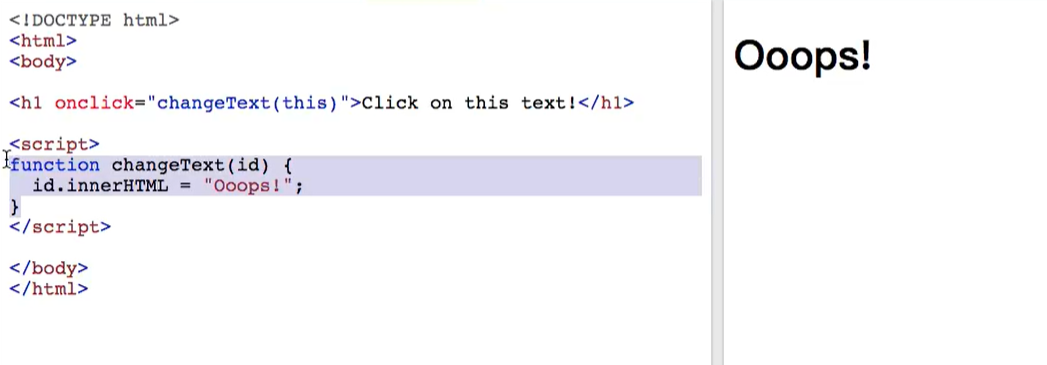 <!DOCTYPE html>
<html>
<body>
<h1 onclick="changeText(this)">Click on this text!</h1>
<script>
function changeText(id) {
  id.innerHTML = "Ooops!";
}
</script>
</body>
</html>
Ooops!